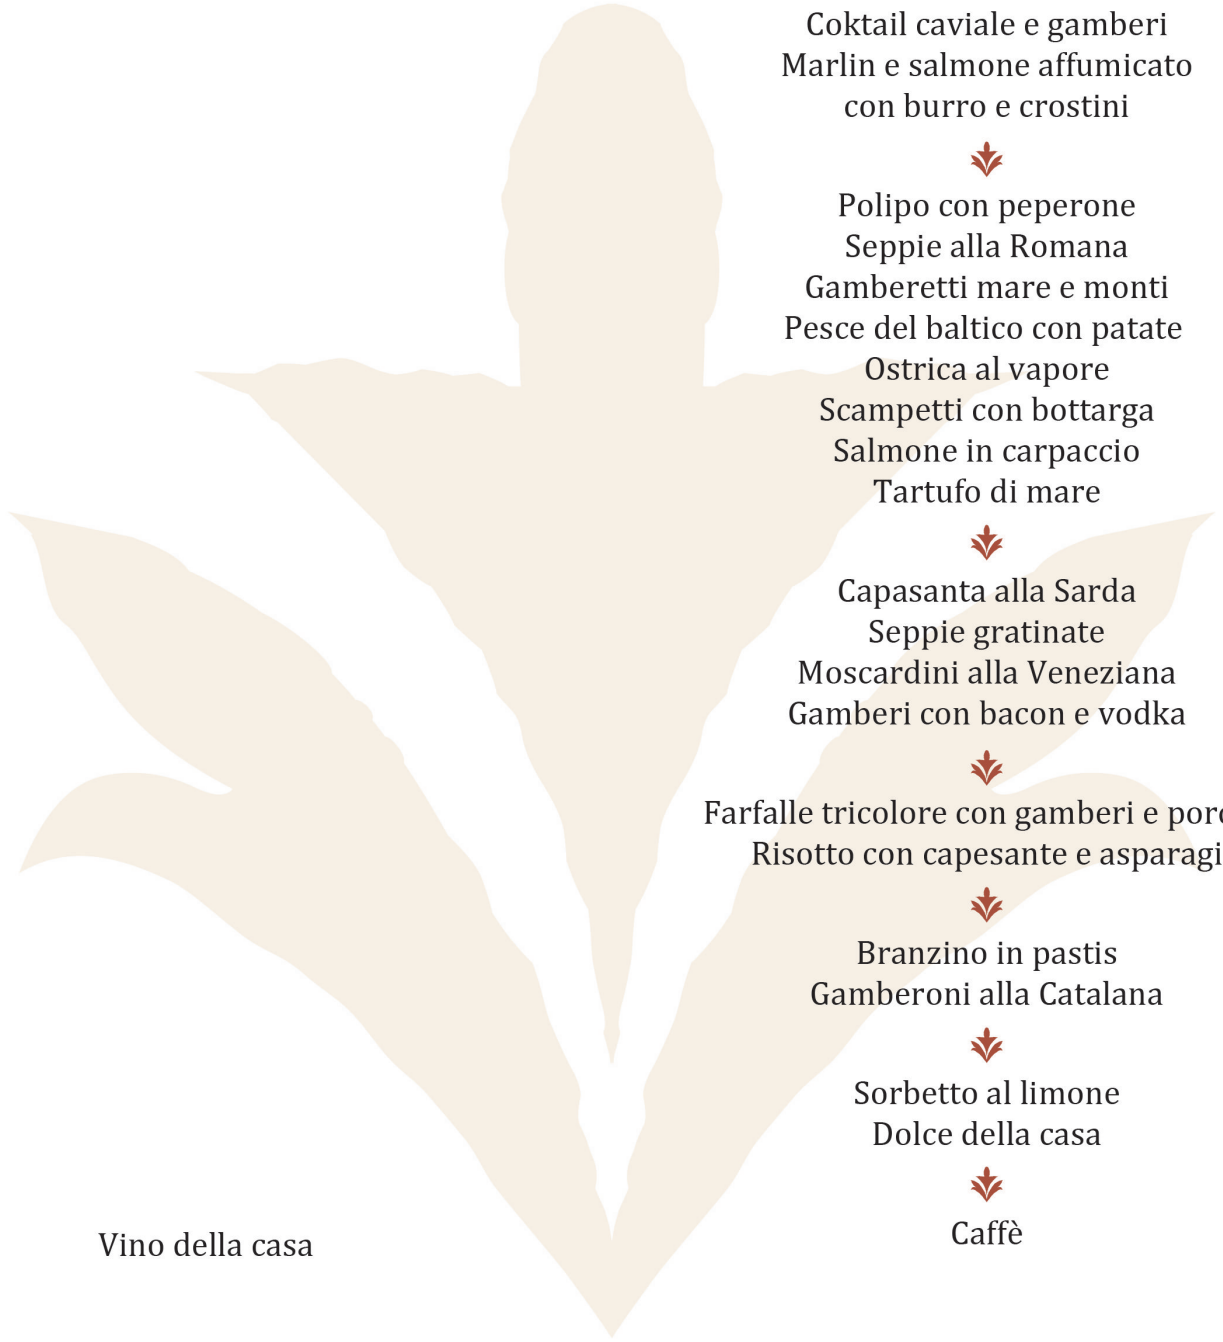 Coktail caviale e gamberi
Marlin e salmone affumicato
con burro e crostini
Polipo con peperone
Seppie alla Romana
Gamberetti mare e monti
Pesce del baltico con patate
Ostrica al vapore
Scampetti con bottarga
Salmone in carpaccio
Tartufo di mare
Capasanta alla Sarda
Seppie gratinate
Moscardini alla Veneziana
Gamberi con bacon e vodka
Farfalle tricolore con gamberi e
Risotto con capesante e asparagi
Branzino in pastis
Gamberoni alla Catalana
Sorbetto al limone
Dolce della casa
Caffè
Vino della casa